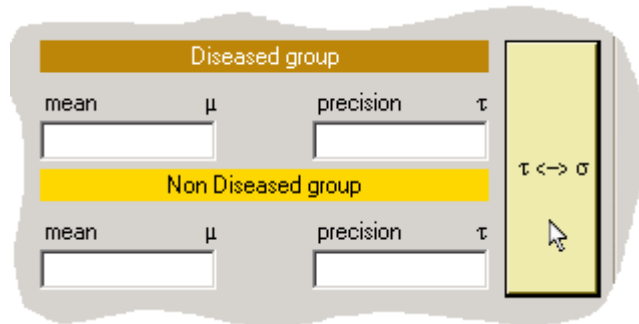 Diseased group
mean μ precision τ
τ <-> σ
Non Diseased group
mean μ precision τ